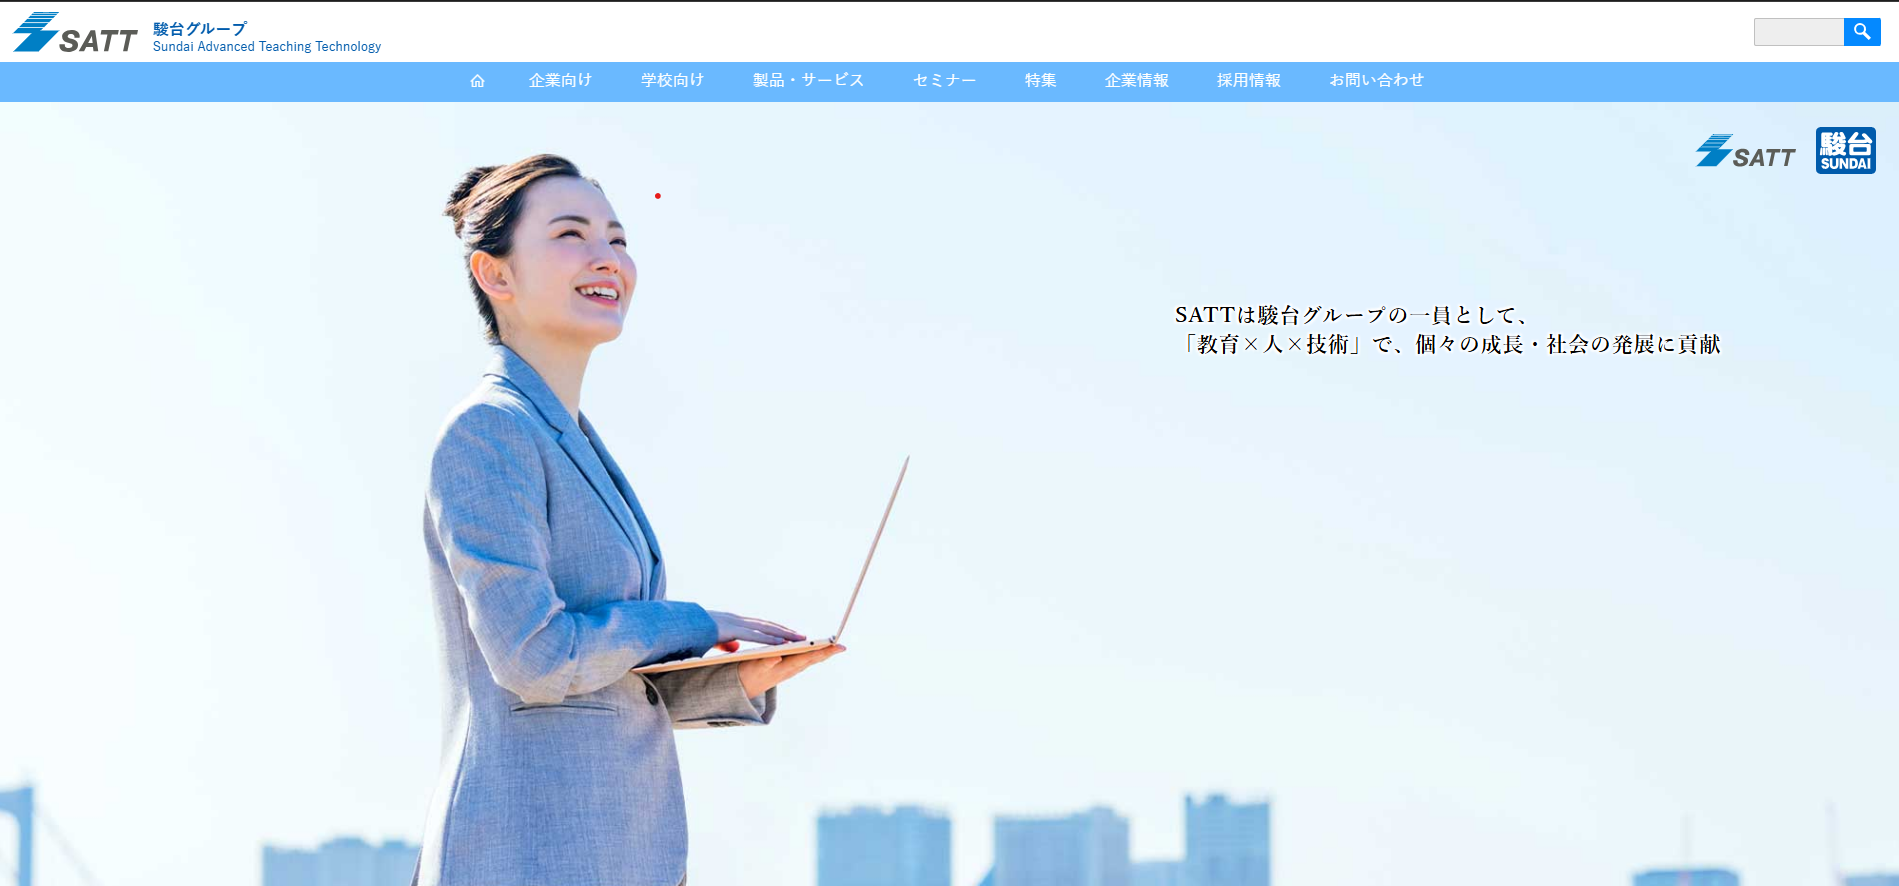 SATT
駿台グループ
Sundai Advanced Teaching Technology
企業向け 学校向け 製品・サービス セミナー 特集 企業情報 採用情報 お問い合わせ
SATT
駿台
SUNDAI
SATTは駿台グループの一員として、
「教育×人×技術」で、個々の成長・社会の発展に貢献